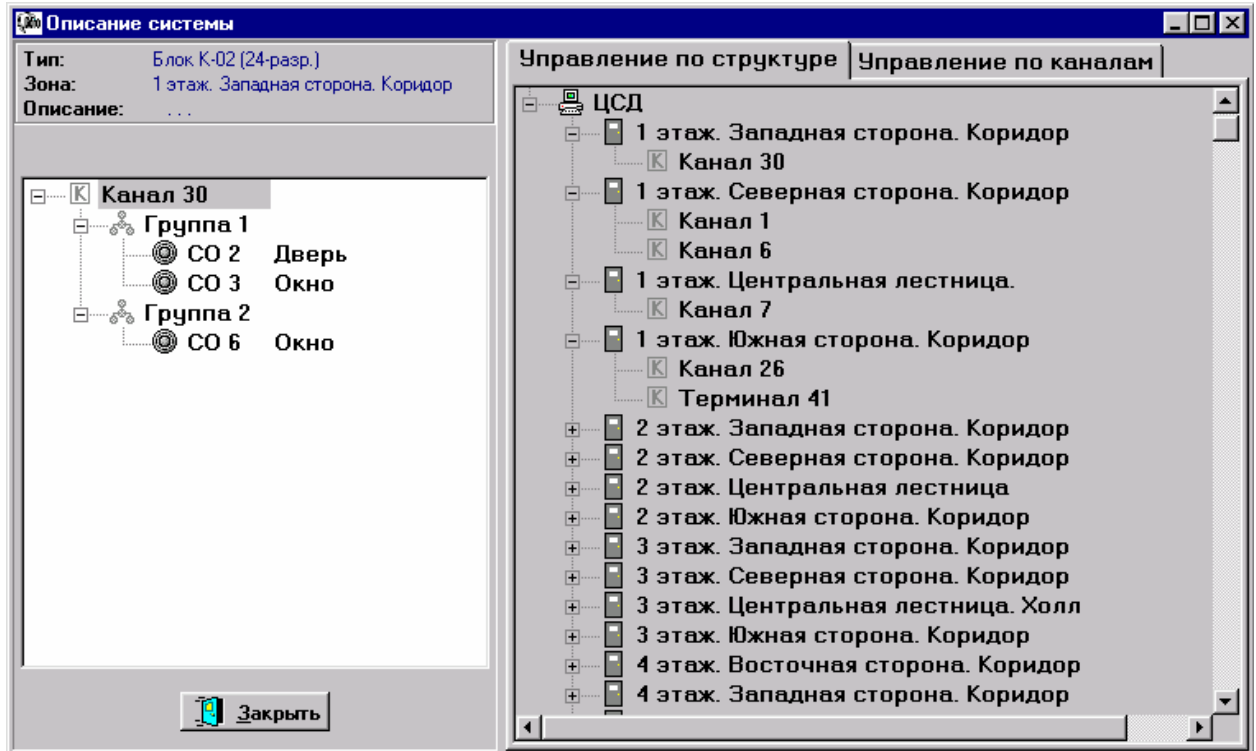 Описание системы
Тип: Блок К-02 (24-разр.)
Зона: 1 этаж. Западная сторона. Коридор
Описание: . . .
Канал 30
Группа 1
СО 2 Дверь
СО 3 Окно
Группа 2
СО 6 Окно
Закрыть
Управление по структуре Управление по каналам
ЦСД
1 этаж. Западная сторона. Коридор
К Канал 30
1 этаж. Северная сторона. Коридор
К Канал 1
К Канал 6
1 этаж. Центральная лестница.
К Канал 7
1 этаж. Южная сторона. Коридор
К Канал 26
К Терминал 41
2 этаж. Западная сторона. Коридор
2 этаж. Северная сторона. Коридор
2 этаж. Центральная лестница
2 этаж. Южная сторона. Коридор
3 этаж. Западная сторона. Коридор
3 этаж. Северная сторона. Коридор
3 этаж. Центральная лестница. Холл
3 этаж. Южная сторона. Коридор
4 этаж. Восточная сторона. Коридор
4 этаж. Западная сторона. Коридор